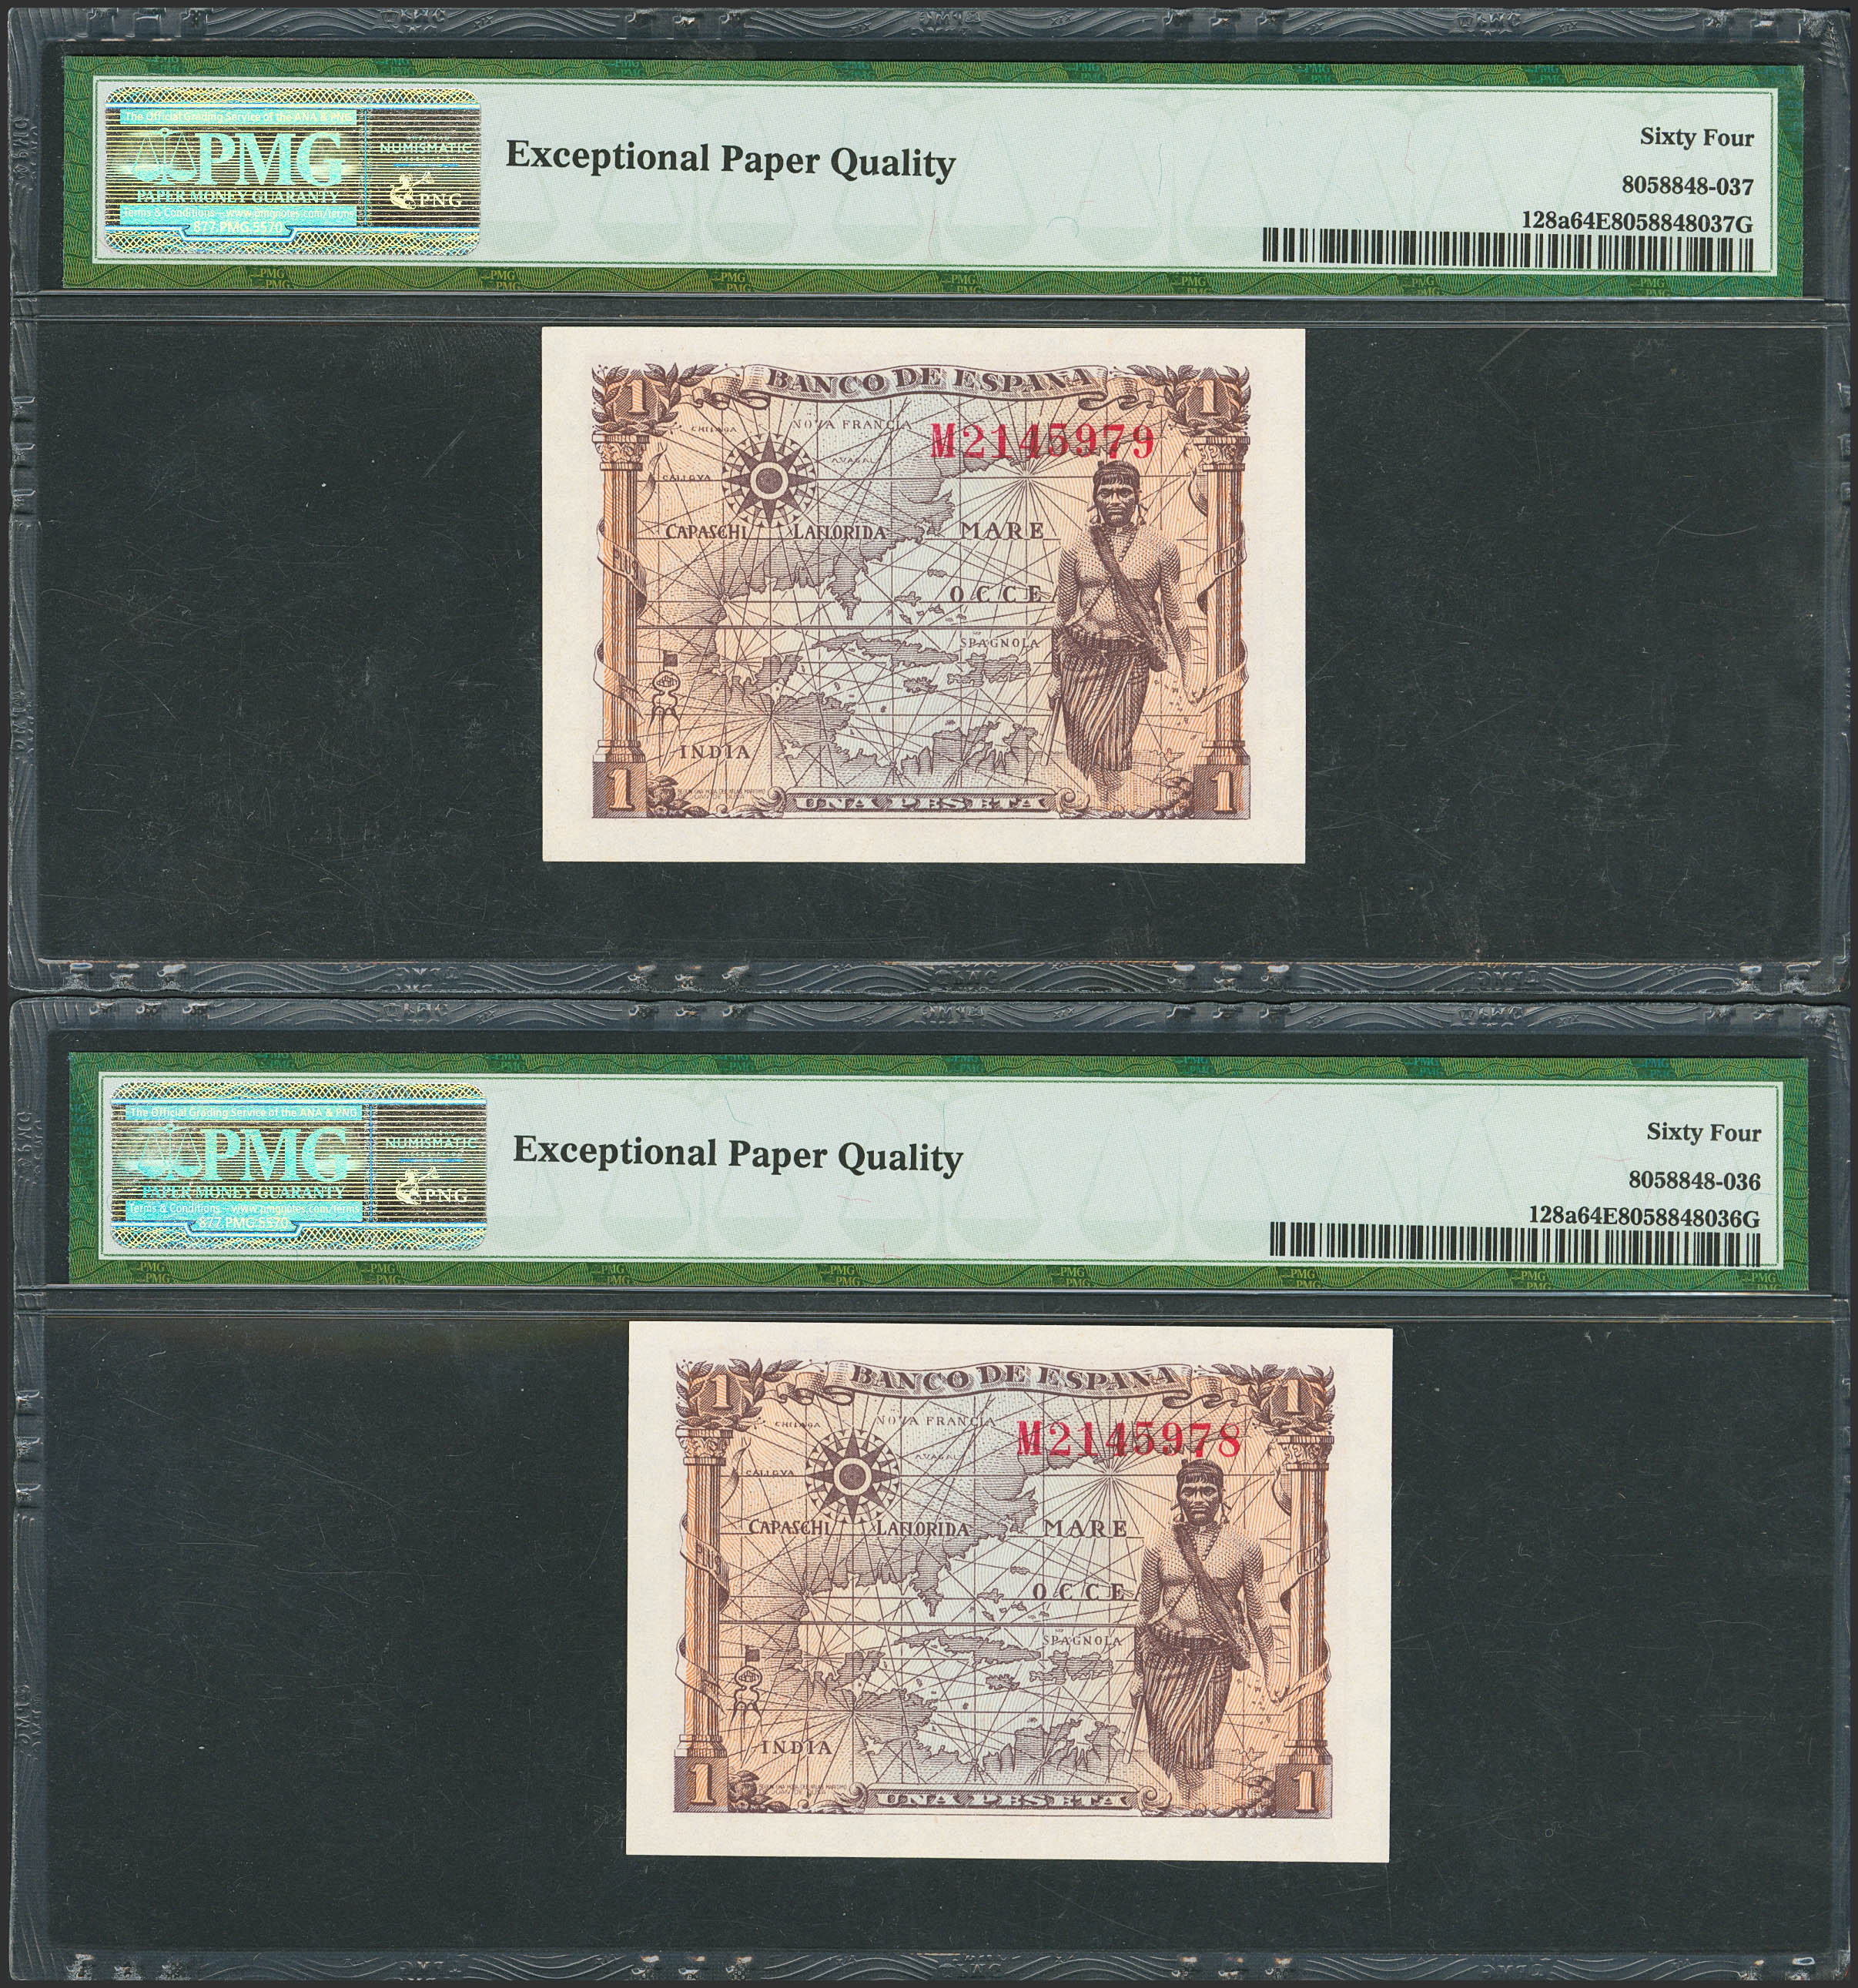 The Official Grading Service of the ANA & PNG
PMG
PAPER MONEY GUARANTY
Terms & Conditions – www.pmgnotes.com/terms
877.PMG.5570
NUMISMATIC
PNG
Exceptional Paper Quality
Sixty Four
8058848-037
128a64E8058848037G
1
BANCO DE ESPAÑA
1
CHILAGA
NOVA FRANCIA
M2145979
CALLGVA
CAPASCHI
LAFLORIDA
MARE
OCCE
SPAGNOLA
INDIA
1
UNA PESETA
1
The Official Grading Service of the ANA & PNG
PMG
PAPER MONEY GUARANTY
Terms & Conditions – www.pmgnotes.com/terms
877.PMG.5570
NUMISMATIC
PNG
Exceptional Paper Quality
Sixty Four
8058848-036
128a64E8058848036G
1
BANCO DE ESPAÑA
1
CHILAGA
NOVA FRANCIA
M2145978
CALLGVA
CAPASCHI
LAFLORIDA
MARE
OCCE
SPAGNOLA
INDIA
1
UNA PESETA
1